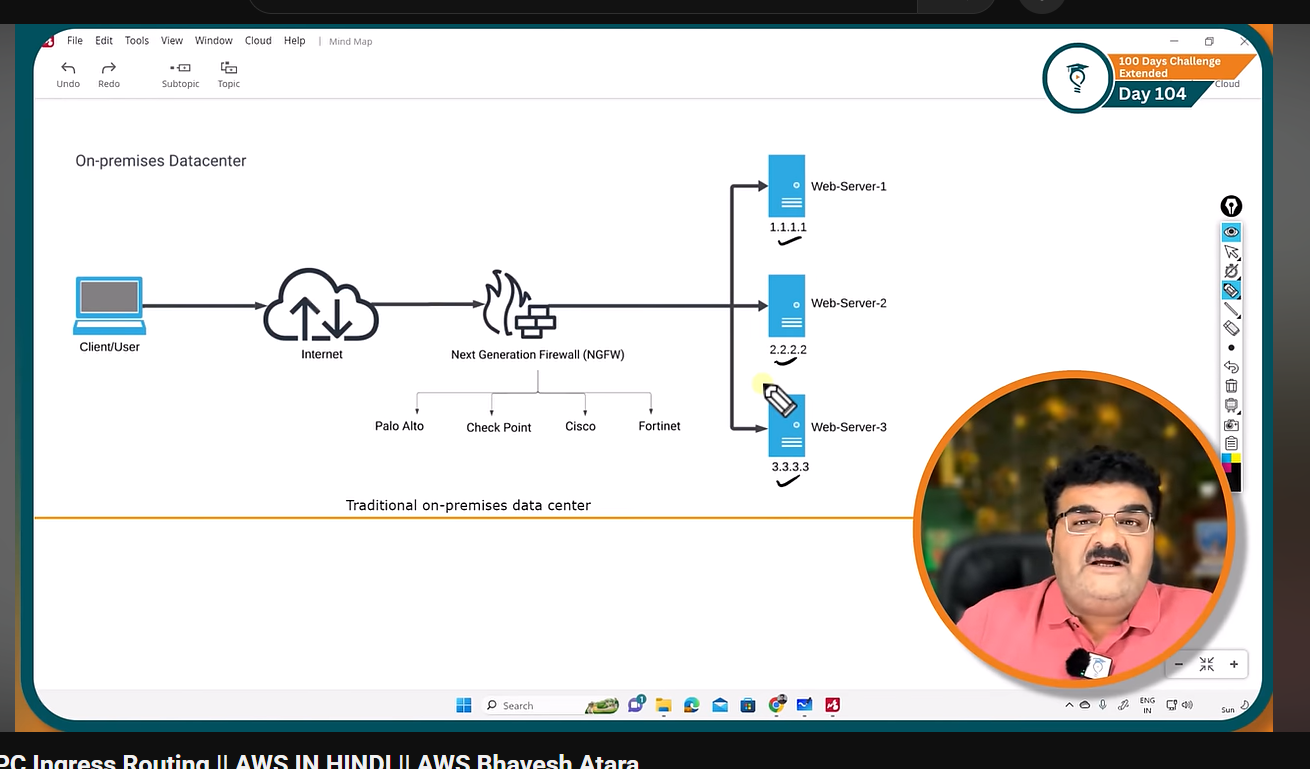 File Edit Tools View Window Cloud Help | Mind Map
100 Days Challenge
Extended
Day 104
Undo Redo Subtopic Topic
Cloud
On-premises Datacenter
Web-Server-1
1.1.1.1
Web-Server-2
2.2.2.2
Client/User
Internet
Next Generation Firewall (NGFW)
Palo Alto Check Point Cisco Fortinet
Web-Server-3
3.3.3.3
Traditional on-premises data center
Search
ENG
IN
Sun
PC Ingress Routing || AWS IN HINDI || AWS Bhavesh Atara